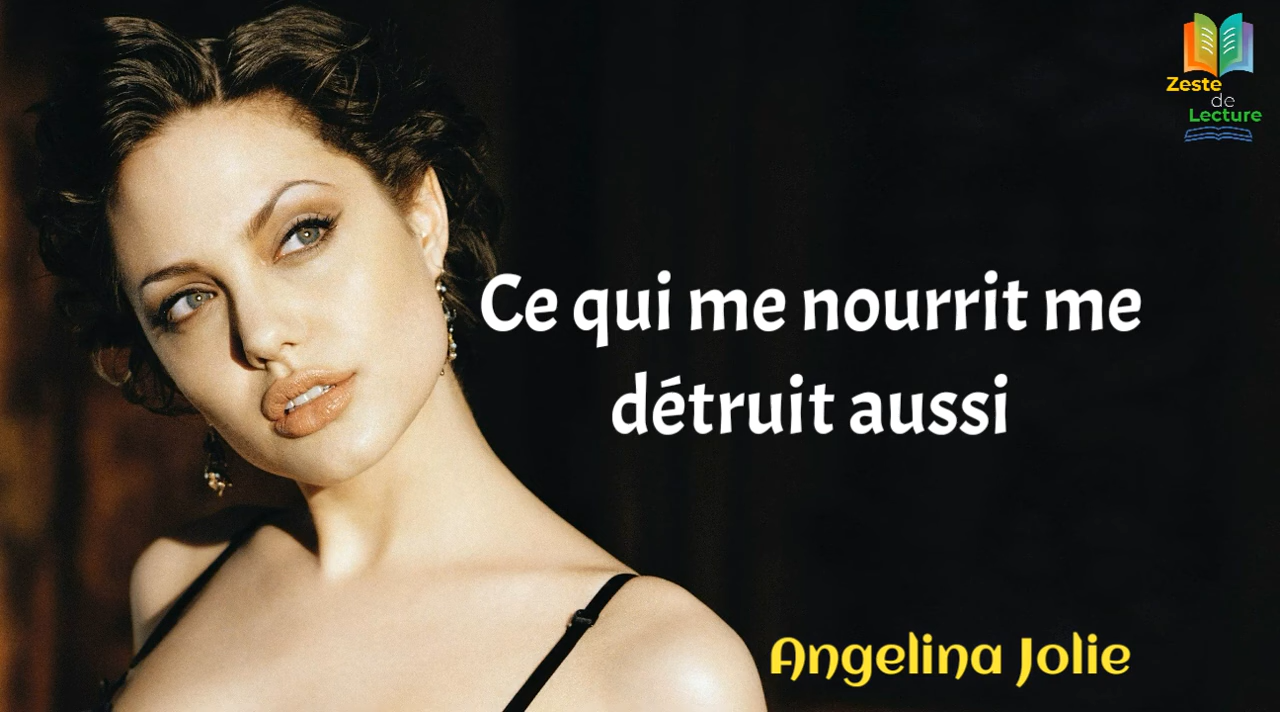 Zeste
de
Lecture
Ce qui me nourrit me
détruit aussi
Angelina Jolie